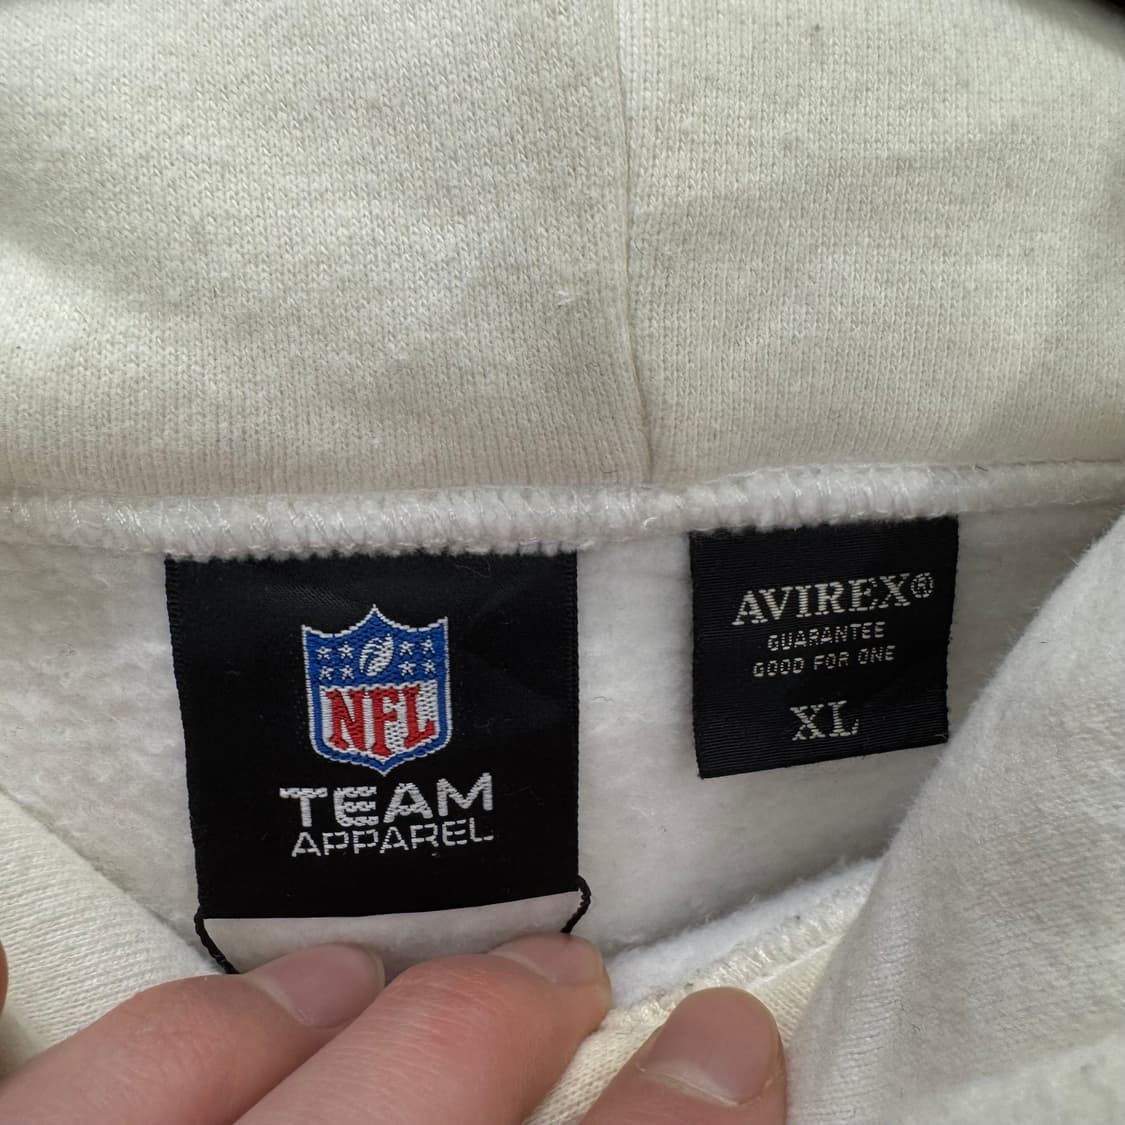 NFL
TEAM
APPAREL
AVIREX®
GUARANTEE
GOOD FOR ONE
XL